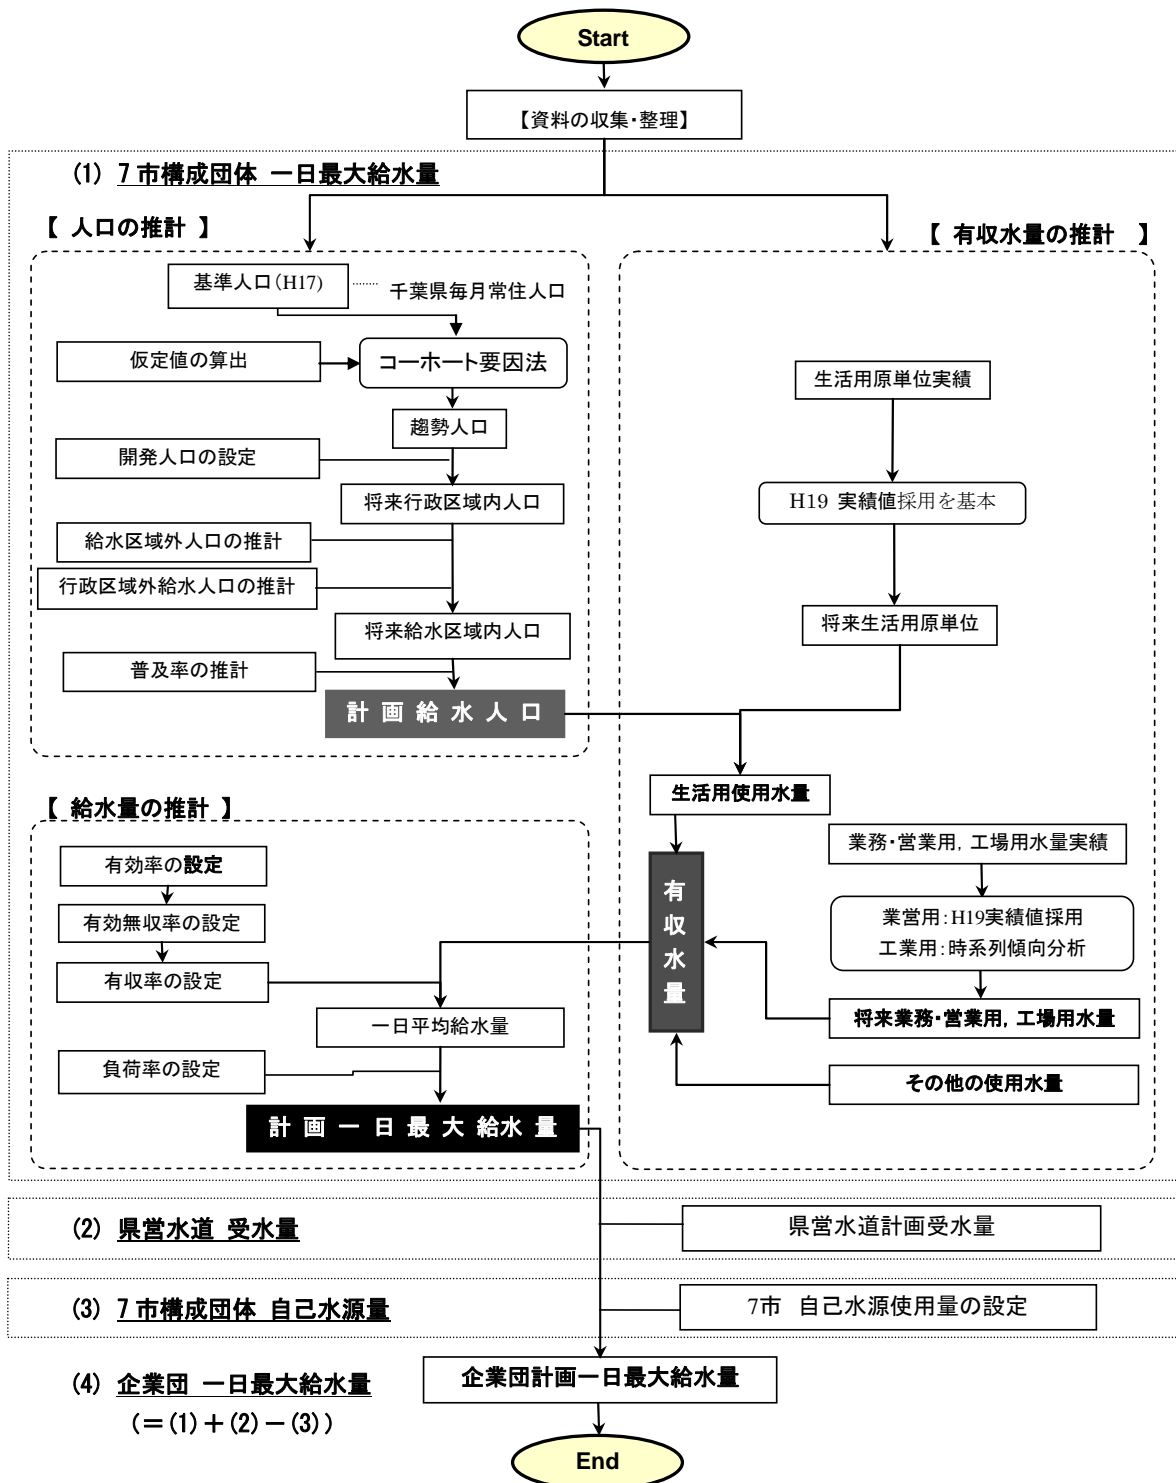 Start
【資料の収集・整理】
(1) 7市構成団体 一日最大給水量
【 人口の推計 】
基準人口(H17)
千葉県毎月常住人口
仮定値の算出
コーホート要因法
趨勢人口
開発人口の設定
将来行政区域内人口
給水区域外人口の推計
行政区域外給水人口の推計
将来給水区域内人口
普及率の推計
計画給水人口
【 有収水量の推計 】
生活用原単位実績
H19 実績値採用を基本
将来生活用原単位
生活用使用水量
業務・営業用, 工場用水量実績
業営用:H19実績値採用
工業用:時系列傾向分析
将来業務・営業用, 工場用水量
その他の使用水量
有収水量
【 給水量の推計 】
有効率の設定
有効無収率の設定
有収率の設定
一日平均給水量
負荷率の設定
計画一日最大給水量
(2) 県営水道 受水量
県営水道計画受水量
(3) 7市構成団体 自己水源量
7市 自己水源使用量の設定
(4) 企業団 一日最大給水量
(=(1)+(2)-(3))
企業団計画一日最大給水量
End